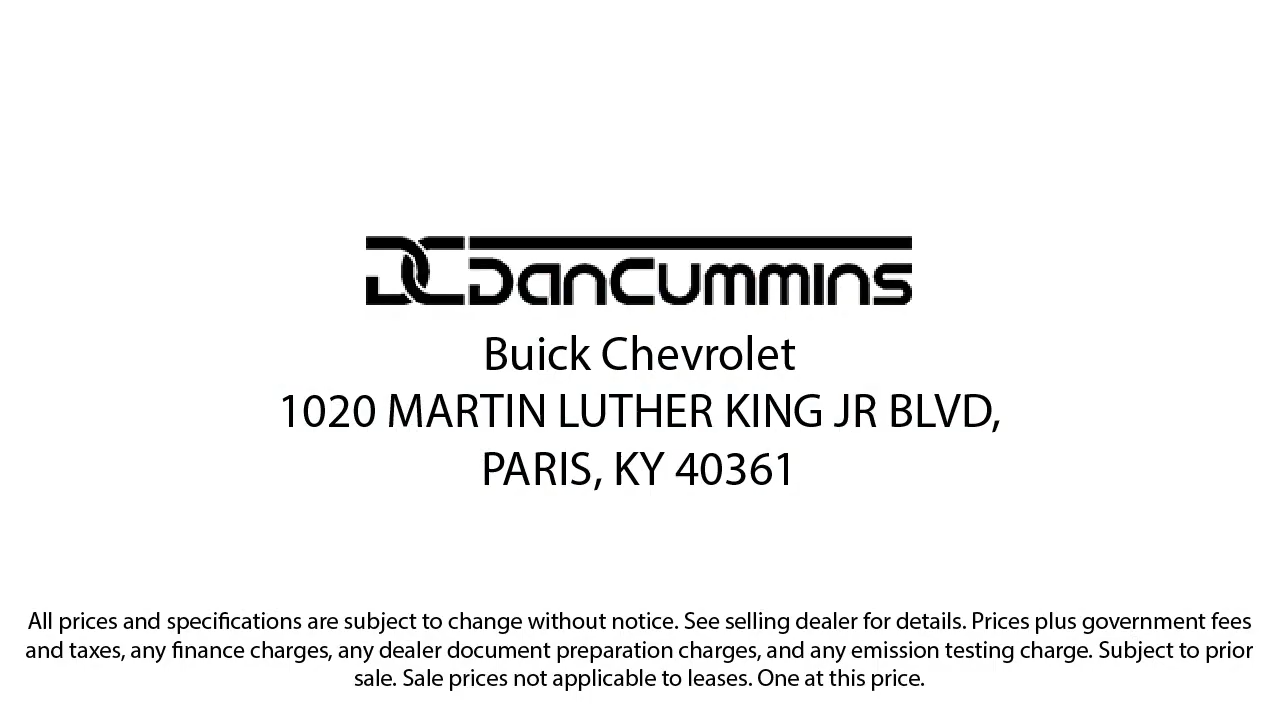 DC DanCummins
Buick Chevrolet
1020 MARTIN LUTHER KING JR BLVD,
PARIS, KY 40361
All prices and specifications are subject to change without notice. See selling dealer for details. Prices plus government fees
and taxes, any finance charges, any dealer document preparation charges, and any emission testing charge. Subject to prior
sale. Sale prices not applicable to leases. One at this price.